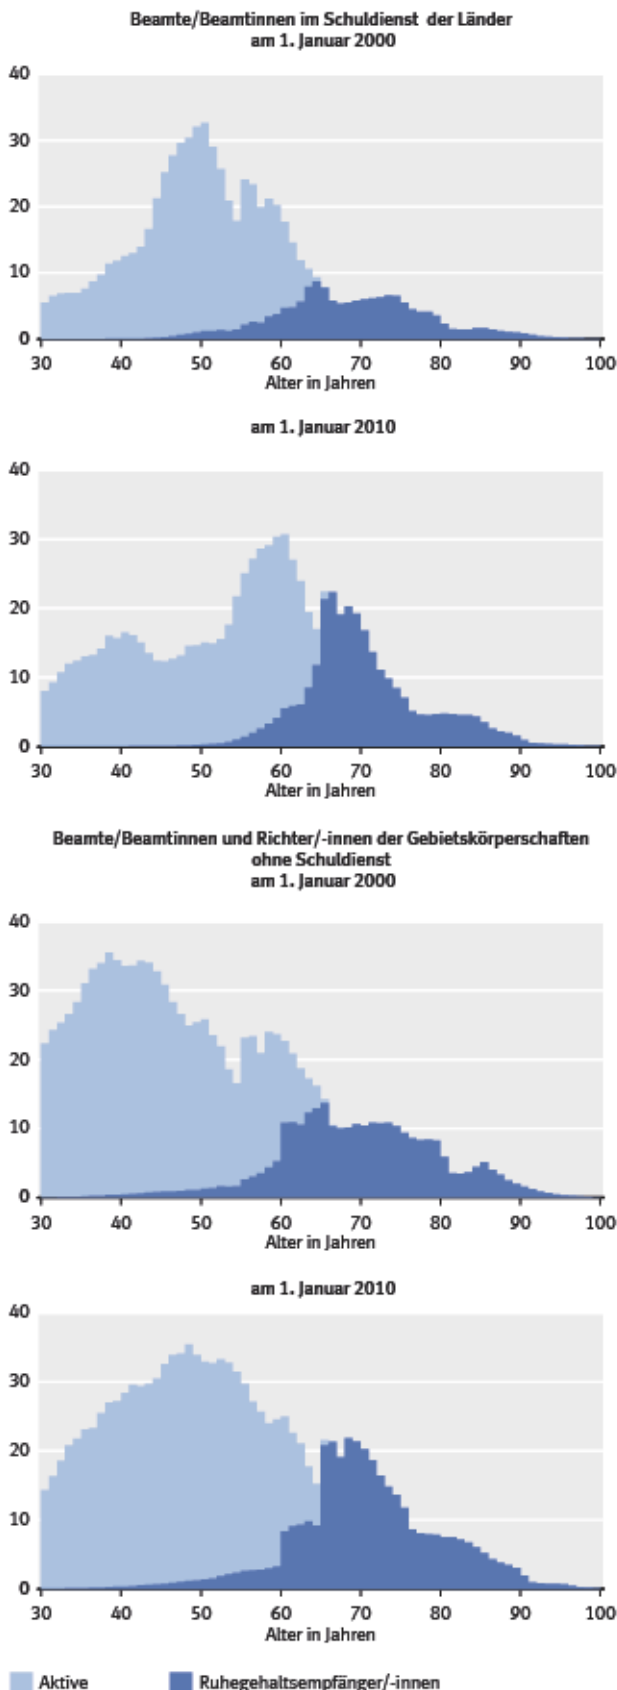 Beamte/Beamtinnen im Schuldienst der Länder
am 1. Januar 2000
40
30
20
10
0
30 40 50 60 70 80 90 100
Alter in Jahren
am 1. Januar 2010
40
30
20
10
0
30 40 50 60 70 80 90 100
Alter in Jahren
Beamte/Beamtinnen und Richter/-innen der Gebietskörperschaften
ohne Schuldienst
am 1. Januar 2000
40
30
20
10
0
30 40 50 60 70 80 90 100
Alter in Jahren
am 1. Januar 2010
40
30
20
10
0
30 40 50 60 70 80 90 100
Alter in Jahren
Aktive Ruhegehaltsempfänger/-innen